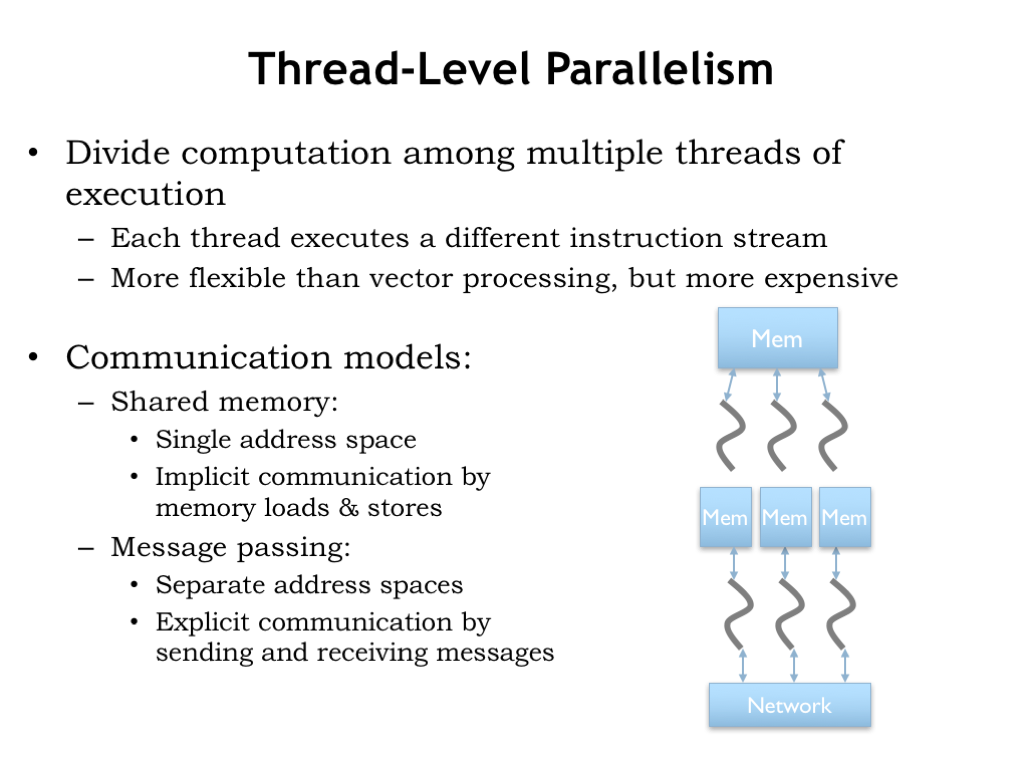 Thread-Level Parallelism
• Divide computation among multiple threads of
execution
– Each thread executes a different instruction stream
– More flexible than vector processing, but more expensive
• Communication models:
– Shared memory:
• Single address space
• Implicit communication by
memory loads & stores
– Message passing:
• Separate address spaces
• Explicit communication by
sending and receiving messages
Mem
Mem Mem Mem
Network